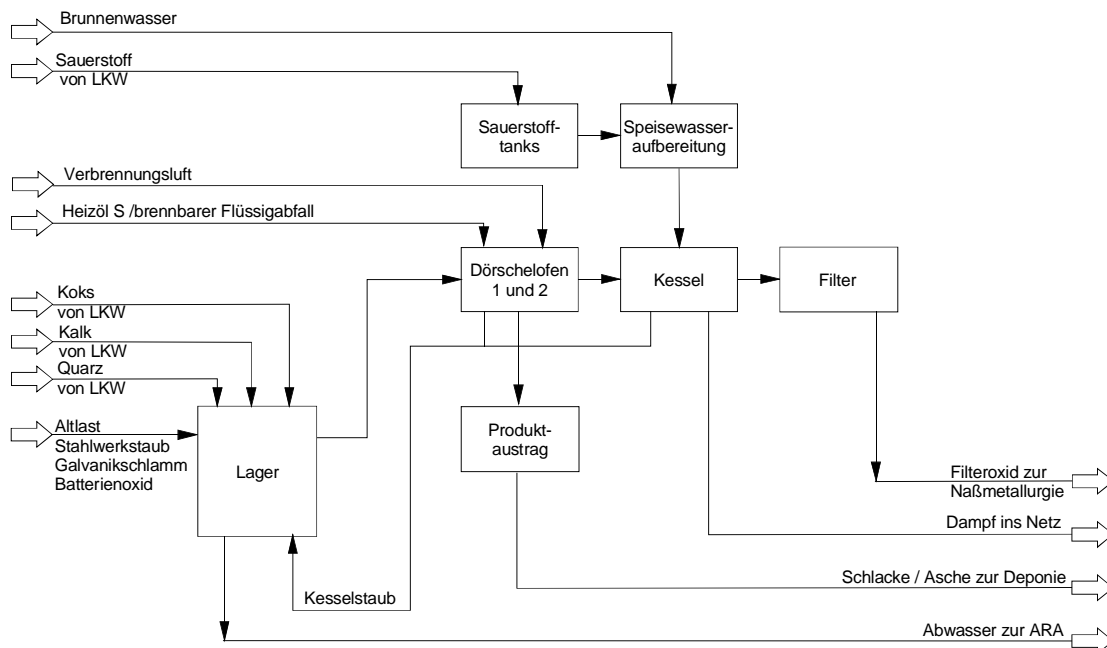 Brunnenwasser
Sauerstoff
von LKW
Sauerstoff-
tanks
Speisewasser-
aufbereitung
Verbrennungsluft
Heizöl S /brennbarer Flüssigabfall
Dörschelofen
1 und 2
Kessel
Filter
Koks
von LKW
Kalk
von LKW
Quarz
von LKW
Altlast
Stahlwerkstaub
Galvanikschlamm
Batterienoxid
Lager
Produkt-
austrag
Filteroxid zur
Naßmetallurgie
Dampf ins Netz
Schlacke / Asche zur Deponie
Kesselstaub
Abwasser zur ARA